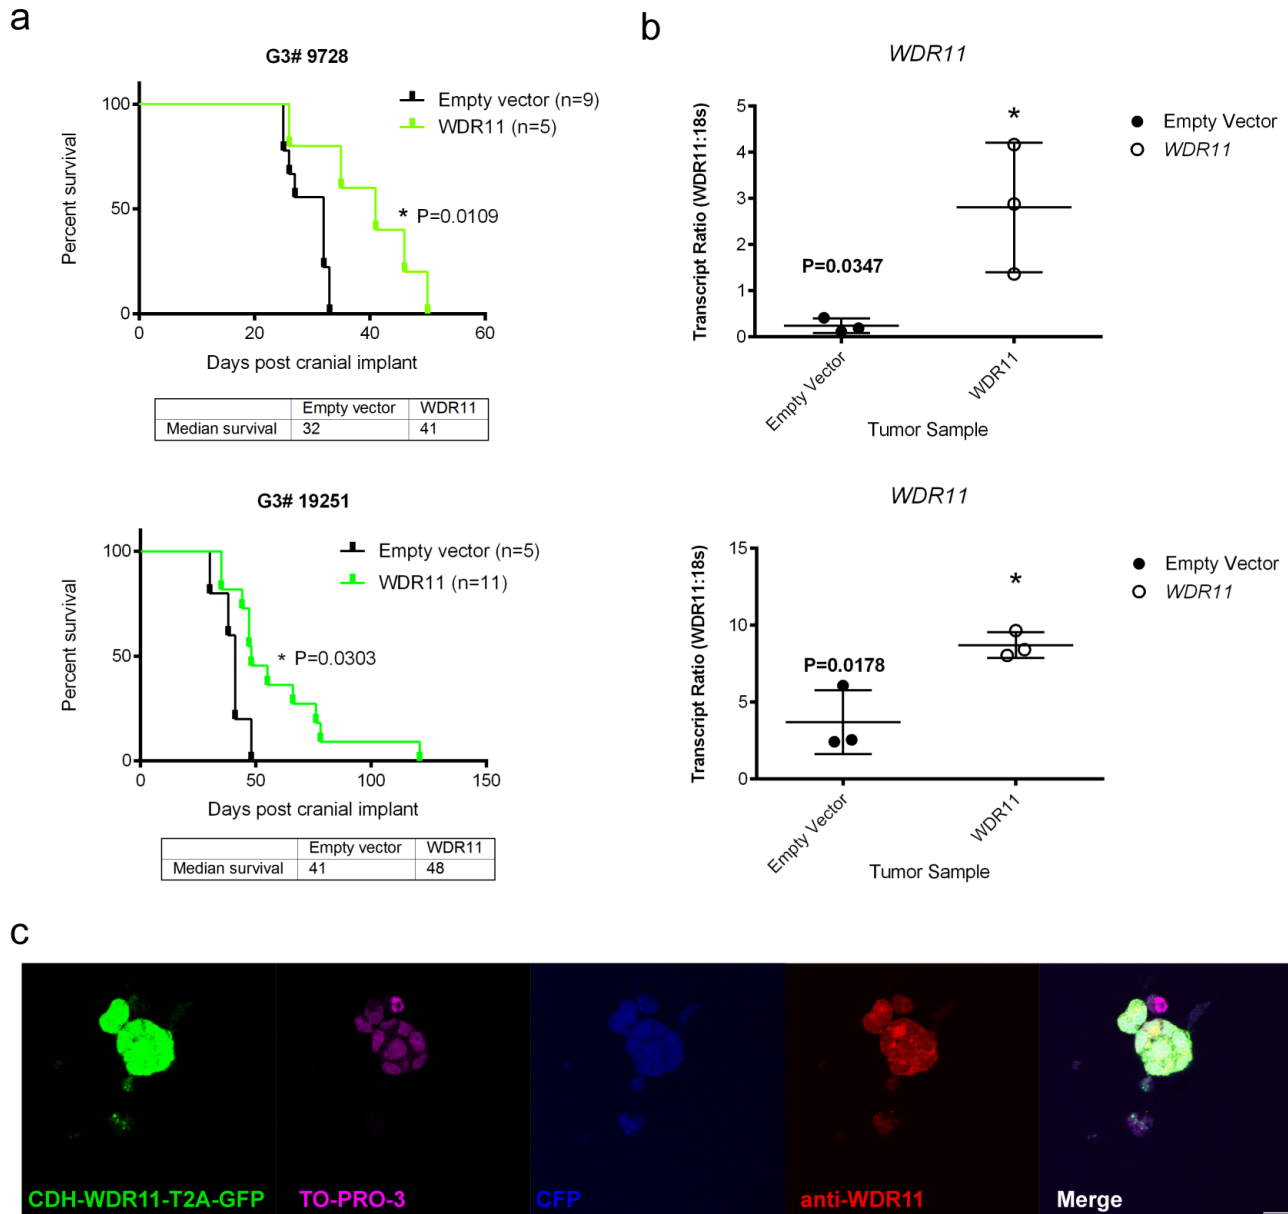 a
G3# 9728
100
50
0
Percent survival
Empty vector (n=9)
WDR11 (n=5)
* P=0.0109
0 20 40 60
Days post cranial implant
Empty vector WDR11
Median survival 32 41
G3# 19251
100
50
0
Percent survival
Empty vector (n=5)
WDR11 (n=11)
* P=0.0303
0 50 100 150
Days post cranial implant
Empty vector WDR11
Median survival 41 48
b
WDR11
5
4
3
2
1
0
Transcript Ratio (WDR11:18s)
*
P=0.0347
Empty Vector
WDR11
Empty Vector
WDR11
Tumor Sample
WDR11
15
10
5
0
Transcript Ratio (WDR11:18s)
*
P=0.0178
Empty Vector
WDR11
Empty Vector
WDR11
Tumor Sample
c
CDH-WDR11-T2A-GFP
TO-PRO-3
CFP
anti-WDR11
Merge